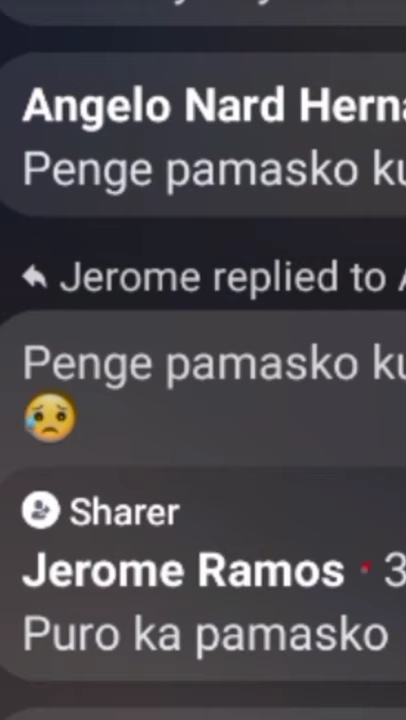 Angelo Nard Herna
Penge pamasko ku
Jerome replied to A
Penge pamasko ku
😥
Sharer
Jerome Ramos · 3
Puro ka pamasko